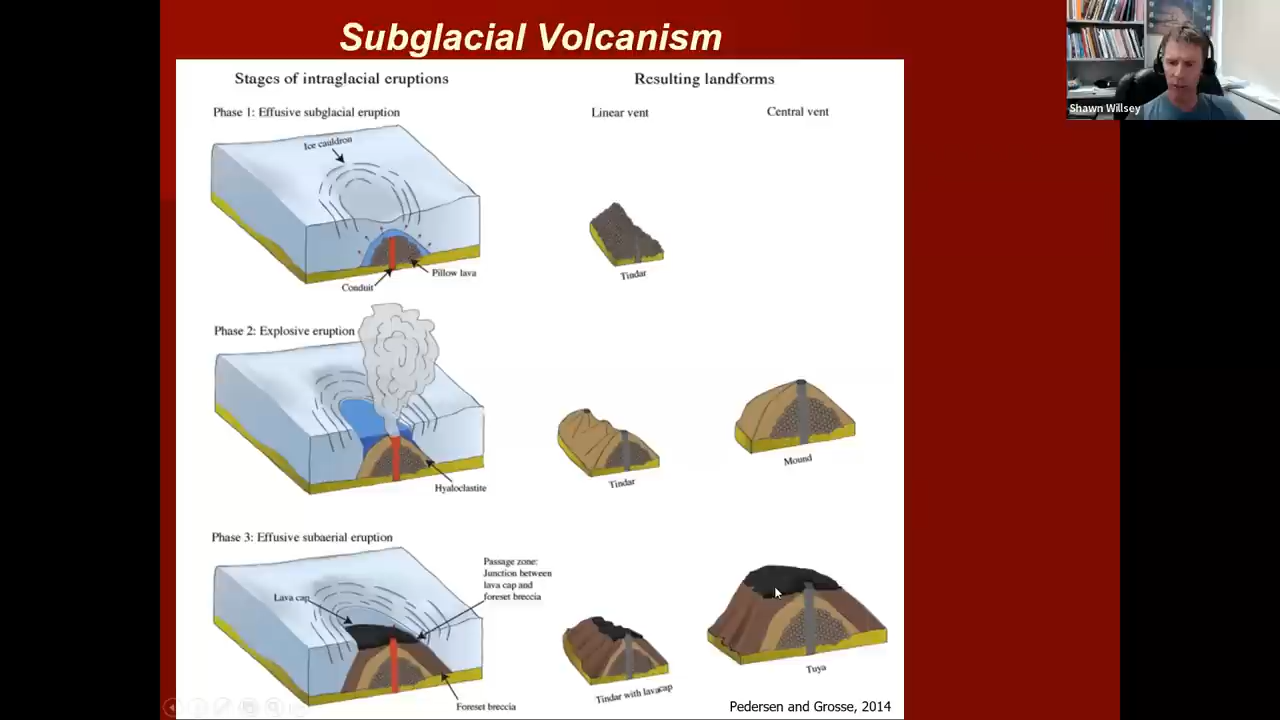 Subglacial Volcanism
Shawn Willsey
Stages of intraglacial eruptions
Resulting landforms
Phase 1: Effusive subglacial eruption
Linear vent
Central vent
Ice cauldron
Pillow lava
Conduit
Tindar
Phase 2: Explosive eruption
Hyaloclastite
Tindar
Mound
Phase 3: Effusive subaerial eruption
Passage zone:
Junction between
lava cap and
foreset breccia
Lava cap
Foreset breccia
Tindar with lavacap
Tuya
Pedersen and Grosse, 2014